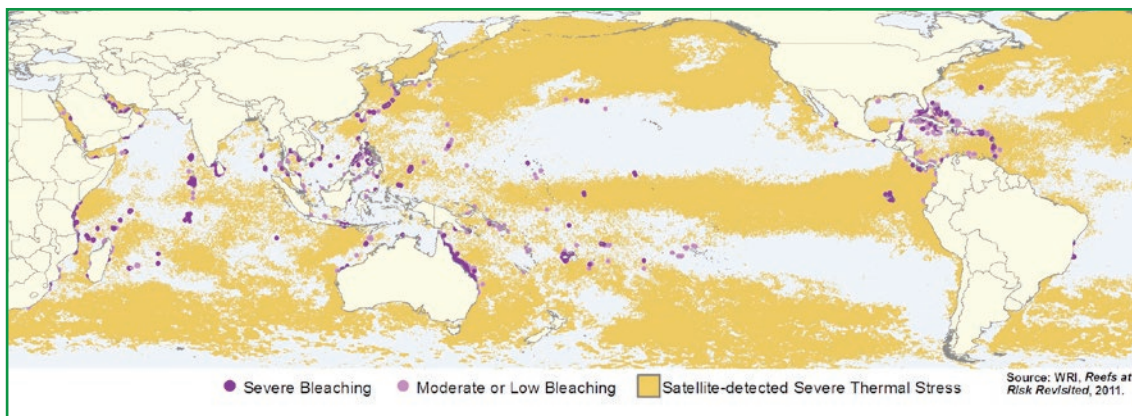 Severe Bleaching
Moderate or Low Bleaching
Satellite-detected Severe Thermal Stress
Source: WRI, Reefs at
Risk Revisited, 2011.